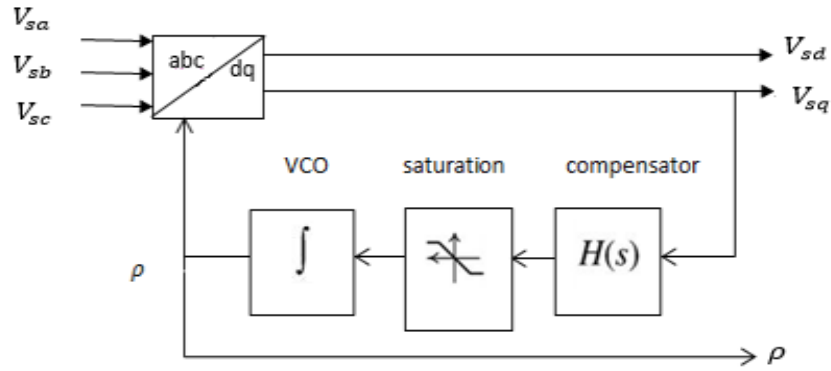 V_sa
V_sb
V_sc
abc
dq
V_sd
V_sq
VCO
saturation
compensator
∫
H(s)
ρ
ρ